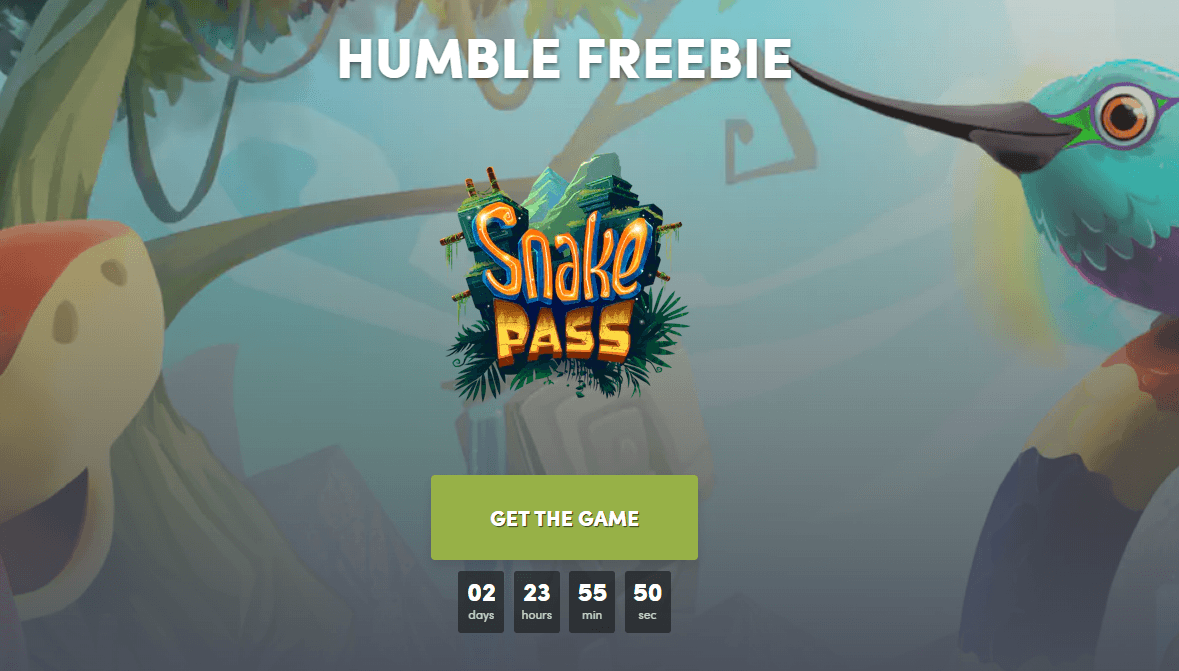 HUMBLE FREEBIE
Snake
PASS
GET THE GAME
02 23 55 50
days hours min sec